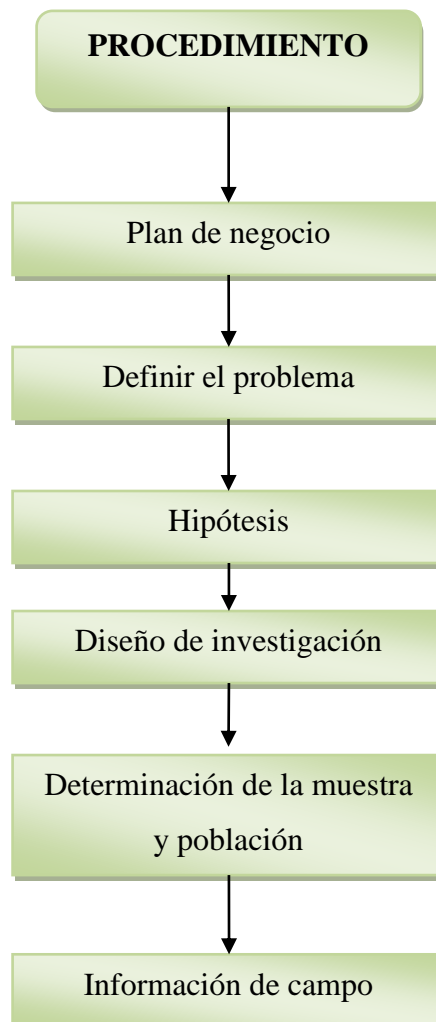 PROCEDIMIENTO
Plan de negocio
Definir el problema
Hipótesis
Diseño de investigación
Determinación de la muestra
y población
Información de campo